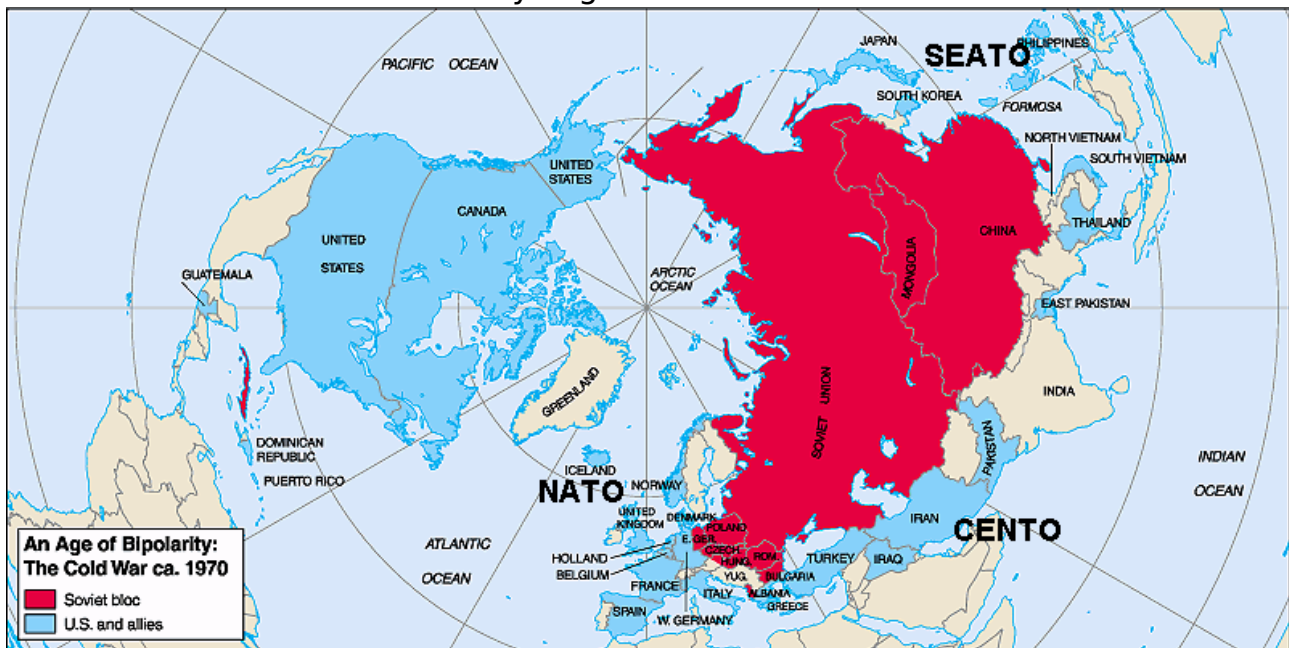 PACIFIC OCEAN
JAPAN
SEATO
PHILIPPINES
SOUTH KOREA
FORMOSA
NORTH VIETNAM
SOUTH VIETNAM
UNITED
STATES
CANADA
UNITED
STATES
THAILAND
CHINA
MONGOLIA
GUATEMALA
ARCTIC
OCEAN
EAST PAKISTAN
INDIA
GREENLAND
SOVIET UNION
PAKISTAN
DOMINICAN
REPUBLIC
PUERTO RICO
ICELAND
NORWAY
NATO
INDIAN
OCEAN
UNITED
KINGDOM
DENMARK
POLAND
IRAN
CENTO
E. GER.
ATLANTIC
OCEAN
HOLLAND
BELGIUM
CZECH
HUNG.
ROM.
TURKEY
IRAQ
FRANCE
YUG.
BULGARIA
ITALY
ALBANIA
GREECE
SPAIN
W. GERMANY
An Age of Bipolarity:
The Cold War ca. 1970
Soviet bloc
U.S. and allies